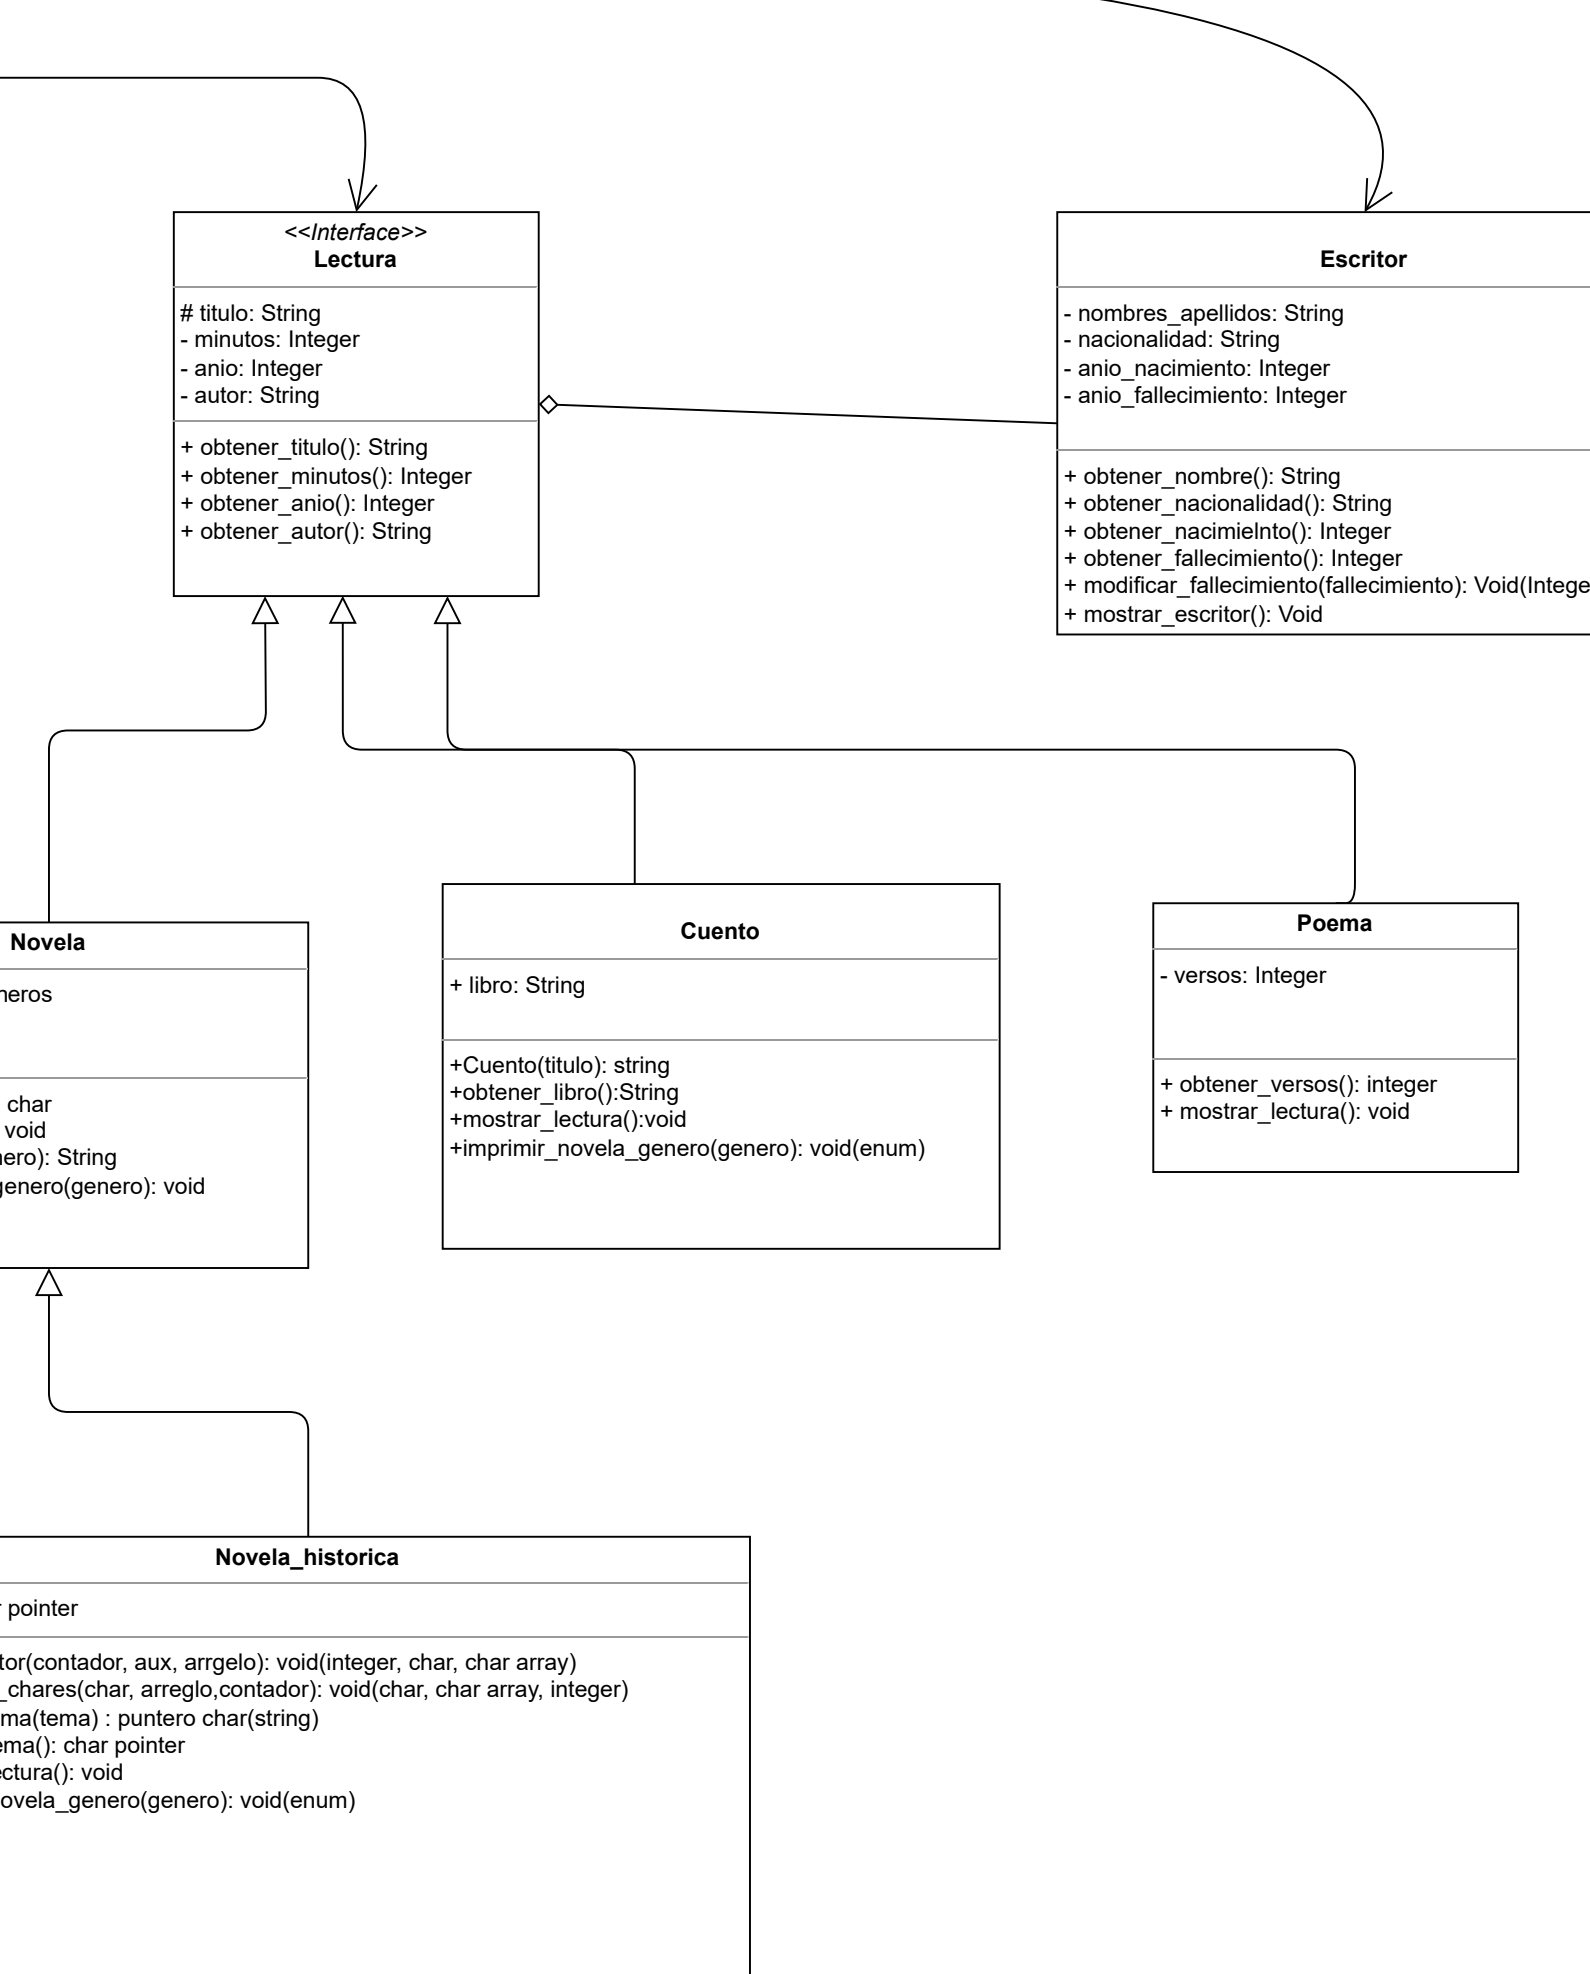 <<Interface>>
Lectura
# titulo: String
- minutos: Integer
- anio: Integer
- autor: String
+ obtener_titulo(): String
+ obtener_minutos(): Integer
+ obtener_anio(): Integer
+ obtener_autor(): String
Escritor
- nombres_apellidos: String
- nacionalidad: String
- anio_nacimiento: Integer
- anio_fallecimiento: Integer
+ obtener_nombre(): String
+ obtener_nacionalidad(): String
+ obtener_nacimielnto(): Integer
+ obtener_fallecimiento(): Integer
+ modificar_fallecimiento(fallecimiento): Void(Intege
+ mostrar_escritor(): Void
Novela
neros
char
void
nero): String
genero(genero): void
Cuento
+ libro: String
+Cuento(titulo): string
+obtener_libro():String
+mostrar_lectura():void
+imprimir_novela_genero(genero): void(enum)
Poema
- versos: Integer
+ obtener_versos(): integer
+ mostrar_lectura(): void
Novela_historica
pointer
tor(contador, aux, arrgelo): void(integer, char, char array)
_chares(char, arreglo,contador): void(char, char array, integer)
ma(tema) : puntero char(string)
ema(): char pointer
ectura(): void
ovela_genero(genero): void(enum)